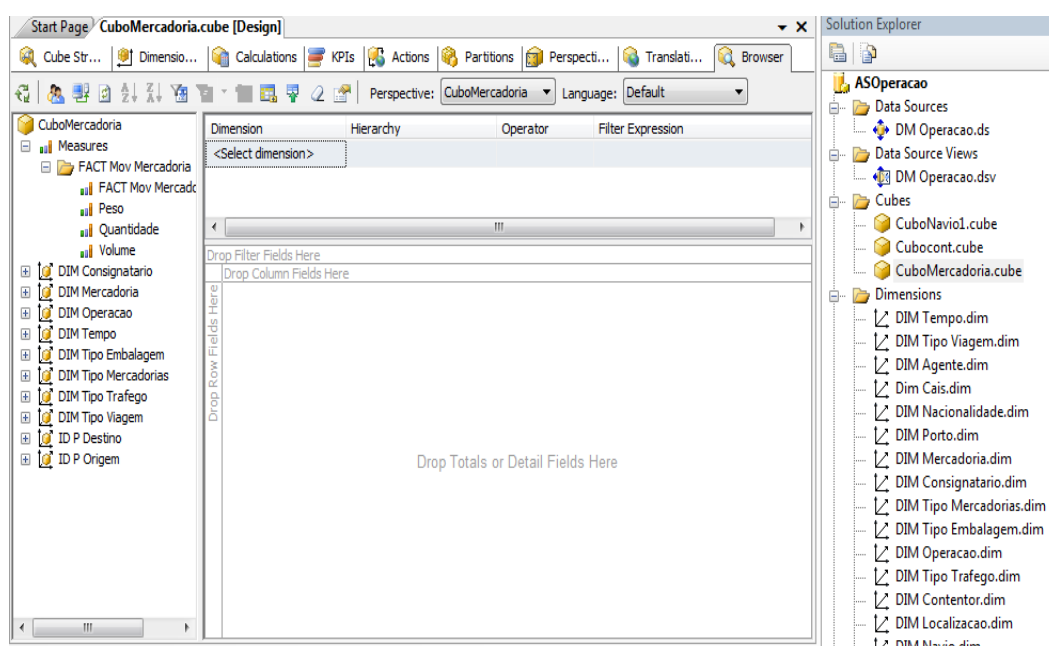 Start Page CuboMercadoria.cube [Design]
Cube Str... Dimensio... Calculations KPIs Actions Partitions Perspecti... Translati... Browser
Perspective: CuboMercadoria Language: Default
CuboMercadoria
Measures
FACT Mov Mercadoria
FACT Mov Mercadc
Peso
Quantidade
Volume
DIM Consignatario
DIM Mercadoria
DIM Operacao
DIM Tempo
DIM Tipo Embalagem
DIM Tipo Mercadorias
DIM Tipo Trafego
DIM Tipo Viagem
ID P Destino
ID P Origem
Dimension Hierarchy Operator Filter Expression
<Select dimension>
Drop Filter Fields Here
Drop Column Fields Here
Drop Row Fields Here
Drop Totals or Detail Fields Here
Solution Explorer
ASOperacao
Data Sources
DM Operacao.ds
Data Source Views
DM Operacao.dsv
Cubes
CuboNavio1.cube
Cubocont.cube
CuboMercadoria.cube
Dimensions
DIM Tempo.dim
DIM Tipo Viagem.dim
DIM Agente.dim
Dim Cais.dim
DIM Nacionalidade.dim
DIM Porto.dim
DIM Mercadoria.dim
DIM Consignatario.dim
DIM Tipo Mercadorias.dim
DIM Tipo Embalagem.dim
DIM Operacao.dim
DIM Tipo Trafego.dim
DIM Contentor.dim
DIM Localizacao.dim
DIM Navio.dim